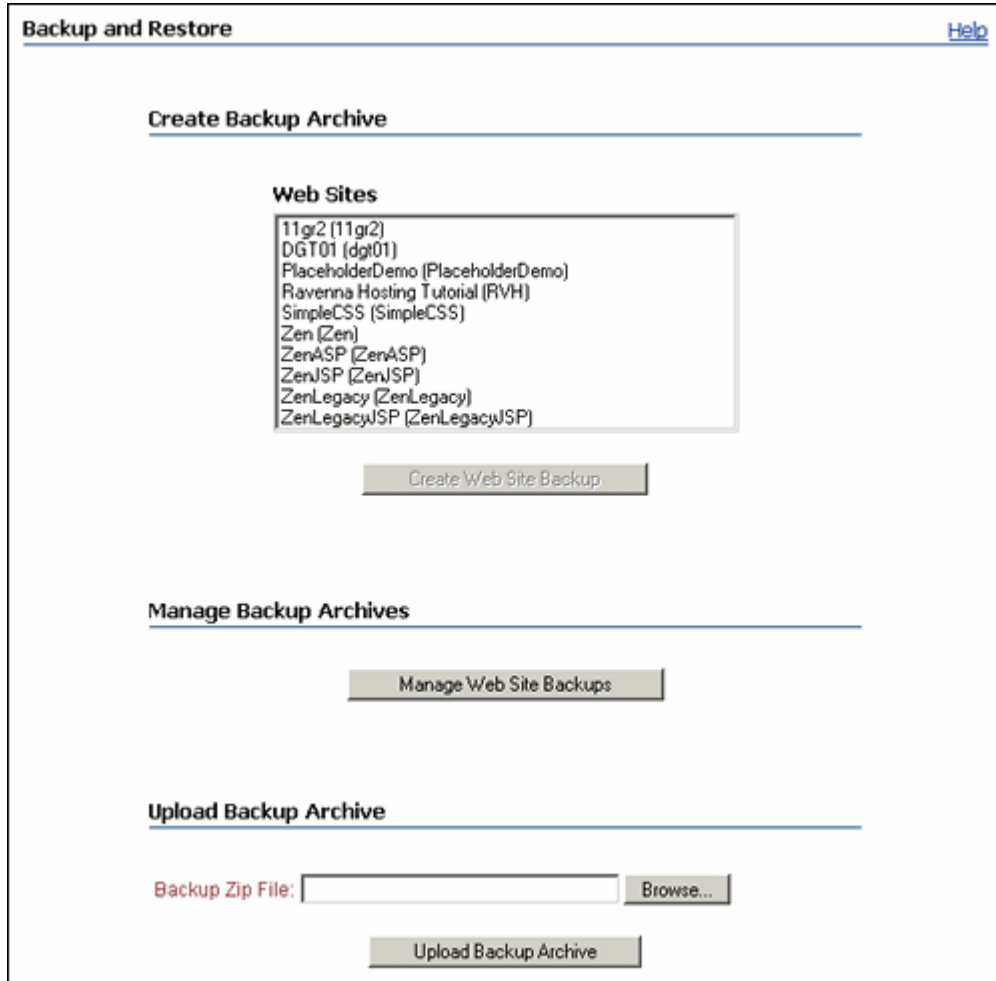 Backup and Restore Help
Create Backup Archive
Web Sites
11gr2 (11gr2)
DGT01 (dgt01)
PlaceholderDemo (PlaceholderDemo)
Ravenna Hosting Tutorial (RVH)
SimpleCSS (SimpleCSS)
Zen (Zen)
ZenASP (ZenASP)
ZenJSP (ZenJSP)
ZenLegacy (ZenLegacy)
ZenLegacyJSP (ZenLegacyJSP)
Create Web Site Backup
Manage Backup Archives
Manage Web Site Backups
Upload Backup Archive
Backup Zip File: Browse...
Upload Backup Archive